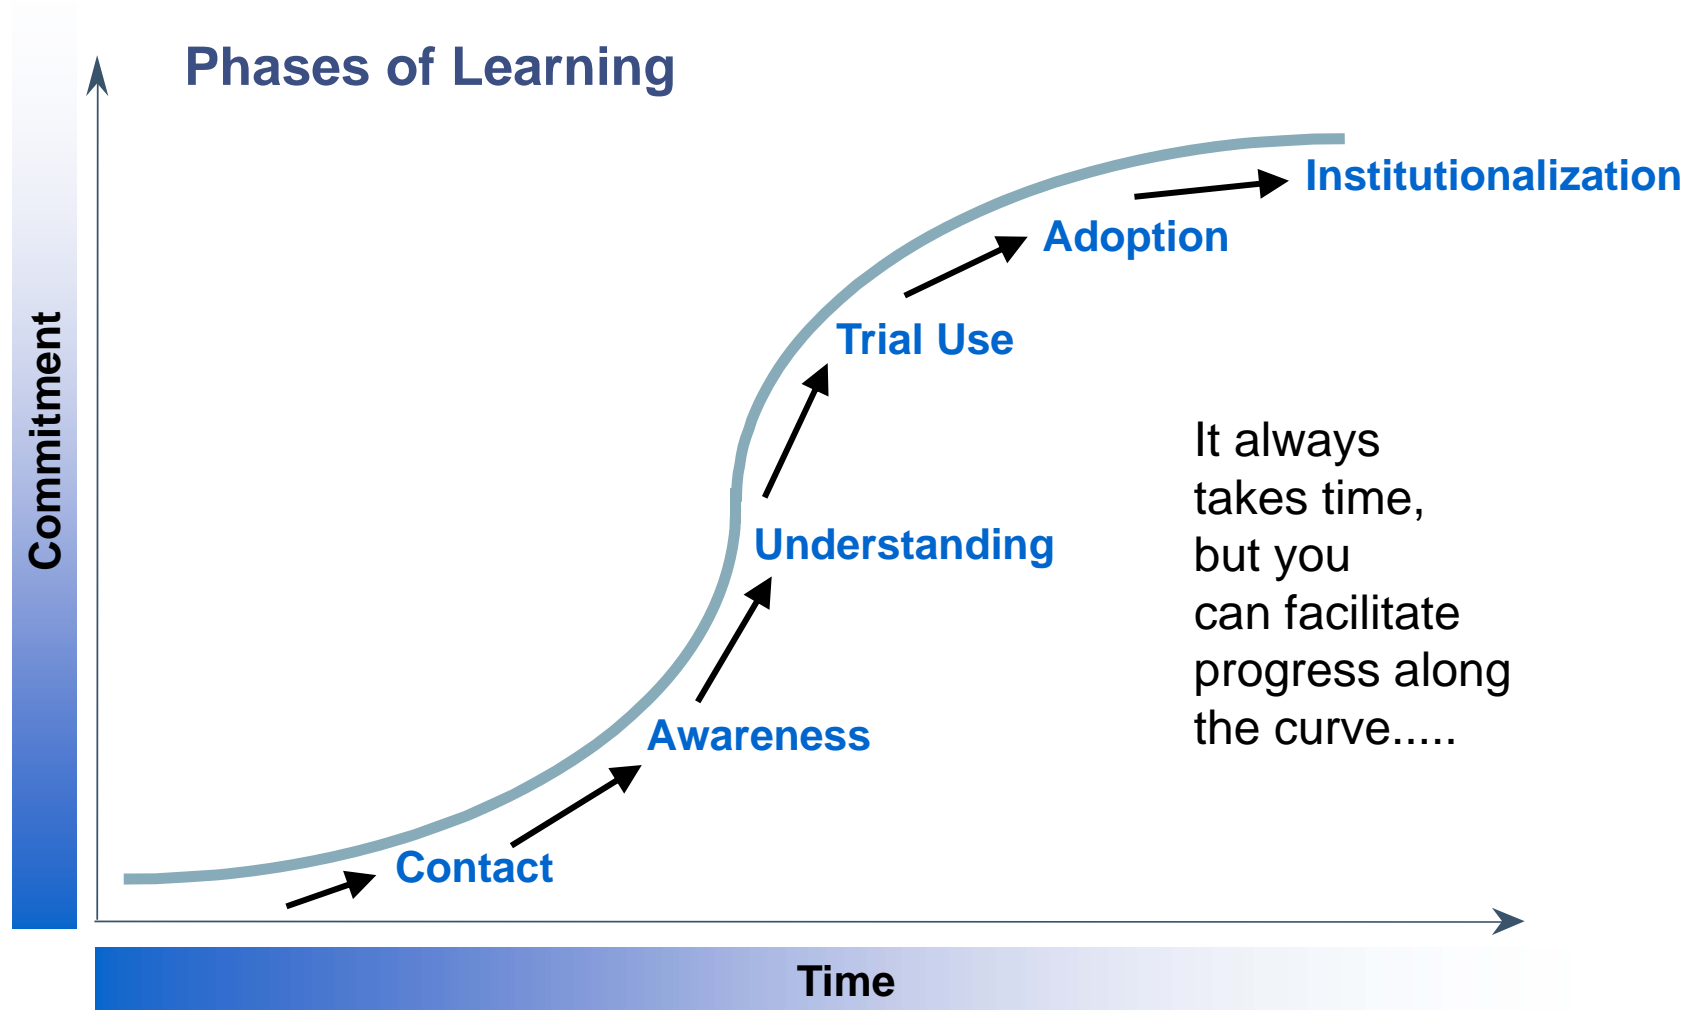 Phases of Learning
Institutionalization
Adoption
Trial Use
Understanding
Awareness
Contact
It always
takes time,
but you
can facilitate
progress along
the curve.....
Commitment
Time